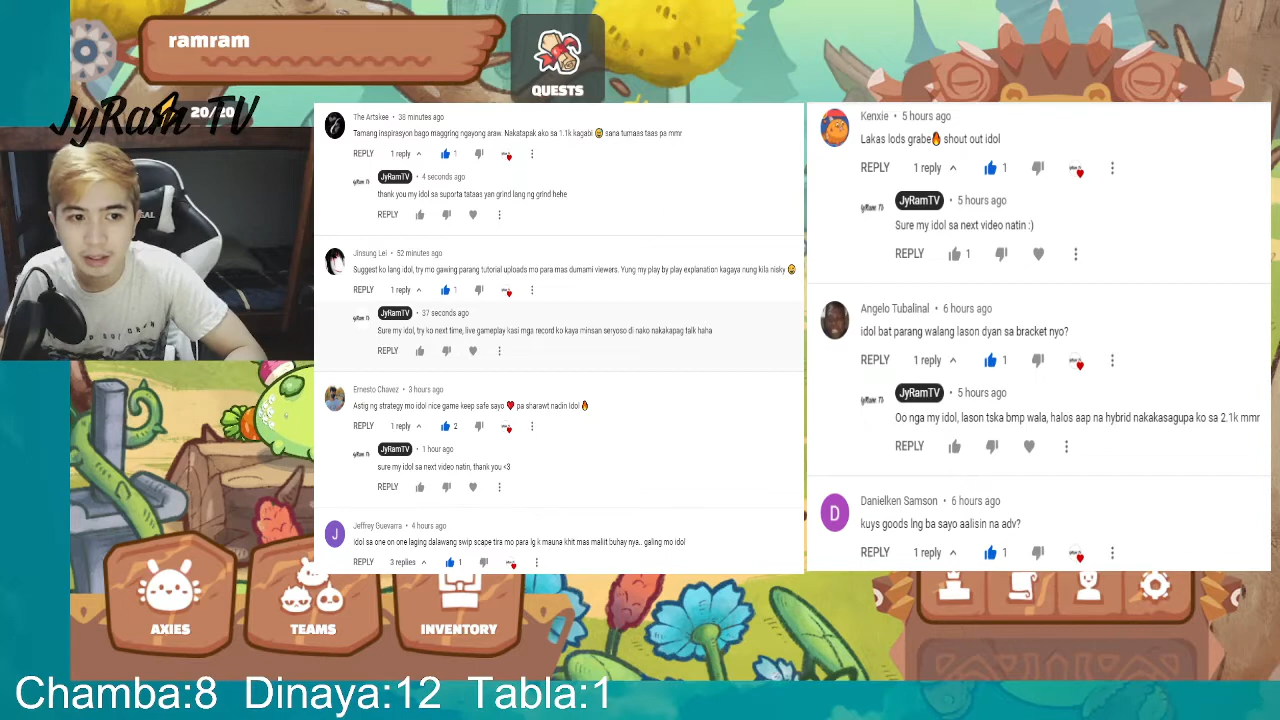 ramram
QUESTS
20/20
JyRam TV
The Artskee • 38 minutes ago
Tamang inspirasyon bago maggring ngayong araw. Nakatapak ako sa 1.1k kagabi 😄 sana tumaas taas pa mmr
REPLY 1 reply 1
JyRamTV • 4 seconds ago
thank you my idol sa suporta tataas yan grind lang ng grind hehe
REPLY
Jinsung Lei • 52 minutes ago
Suggest ko lang idol, try mo gawing parang tutorial uploads mo para mas dumami viewers. Yung my play by play explanation kagaya nung kila nisky 😄
REPLY 1 reply 1
JyRamTV • 37 seconds ago
Sure my idol, try ko next time, live gameplay kasi mga record ko kaya minsan seryoso di nako nakakapag talk haha
REPLY
Ernesto Chavez • 3 hours ago
Astig ng strategy mo idol nice game keep safe sayo ❤️ pa sharawt nadin Idol 🔥
REPLY 1 reply 2
JyRamTV • 1 hour ago
sure my idol sa next video natin, thank you <3
REPLY
J
Jeffrey Guevarra • 4 hours ago
idol sa one on one laging dalawang swip scape tira mo para lg k mauna khit mas maliit buhay nya.. galing mo idol
REPLY 3 replies 1
Kenxie • 5 hours ago
Lakas lods grabe🔥 shout out idol
REPLY 1 reply 1
JyRamTV • 5 hours ago
Sure my idol sa next video natin :)
REPLY 1
Angelo Tubalinal • 6 hours ago
idol bat parang walang lason dyan sa bracket nyo?
REPLY 1 reply 1
JyRamTV • 5 hours ago
Oo nga my idol, lason tska bmp wala, halos aap na hybrid nakakasagupa ko sa 2.1k mmr
REPLY
D
Danielken Samson • 6 hours ago
kuys goods lng ba sayo aalisin na adv?
REPLY 1 reply 1
AXIES
TEAMS
INVENTORY
Chamba:8 Dinaya:12 Tabla:1